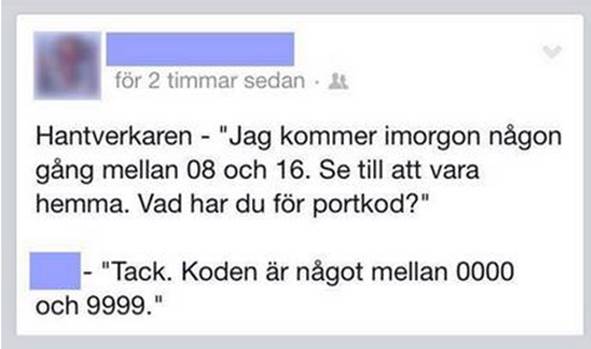 för 2 timmar sedan ·
Hantverkaren - "Jag kommer imorgon någon
gång mellan 08 och 16. Se till att vara
hemma. Vad har du för portkod?"
- "Tack. Koden är något mellan 0000
och 9999."